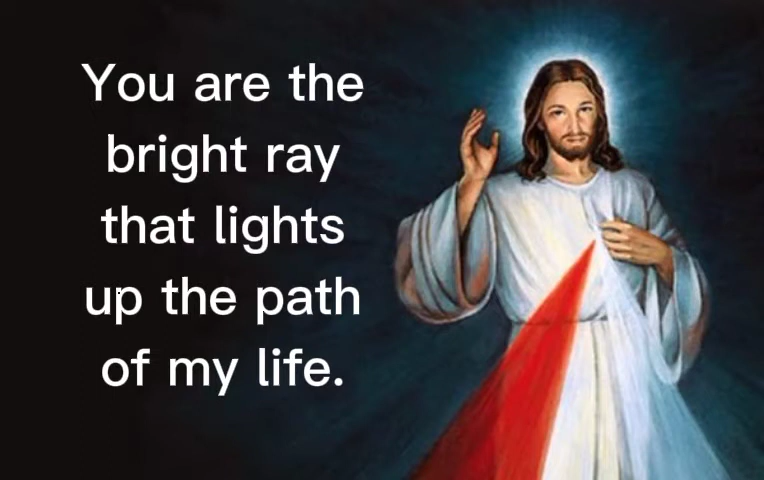 You are the
bright ray
that lights
up the path
of my life.